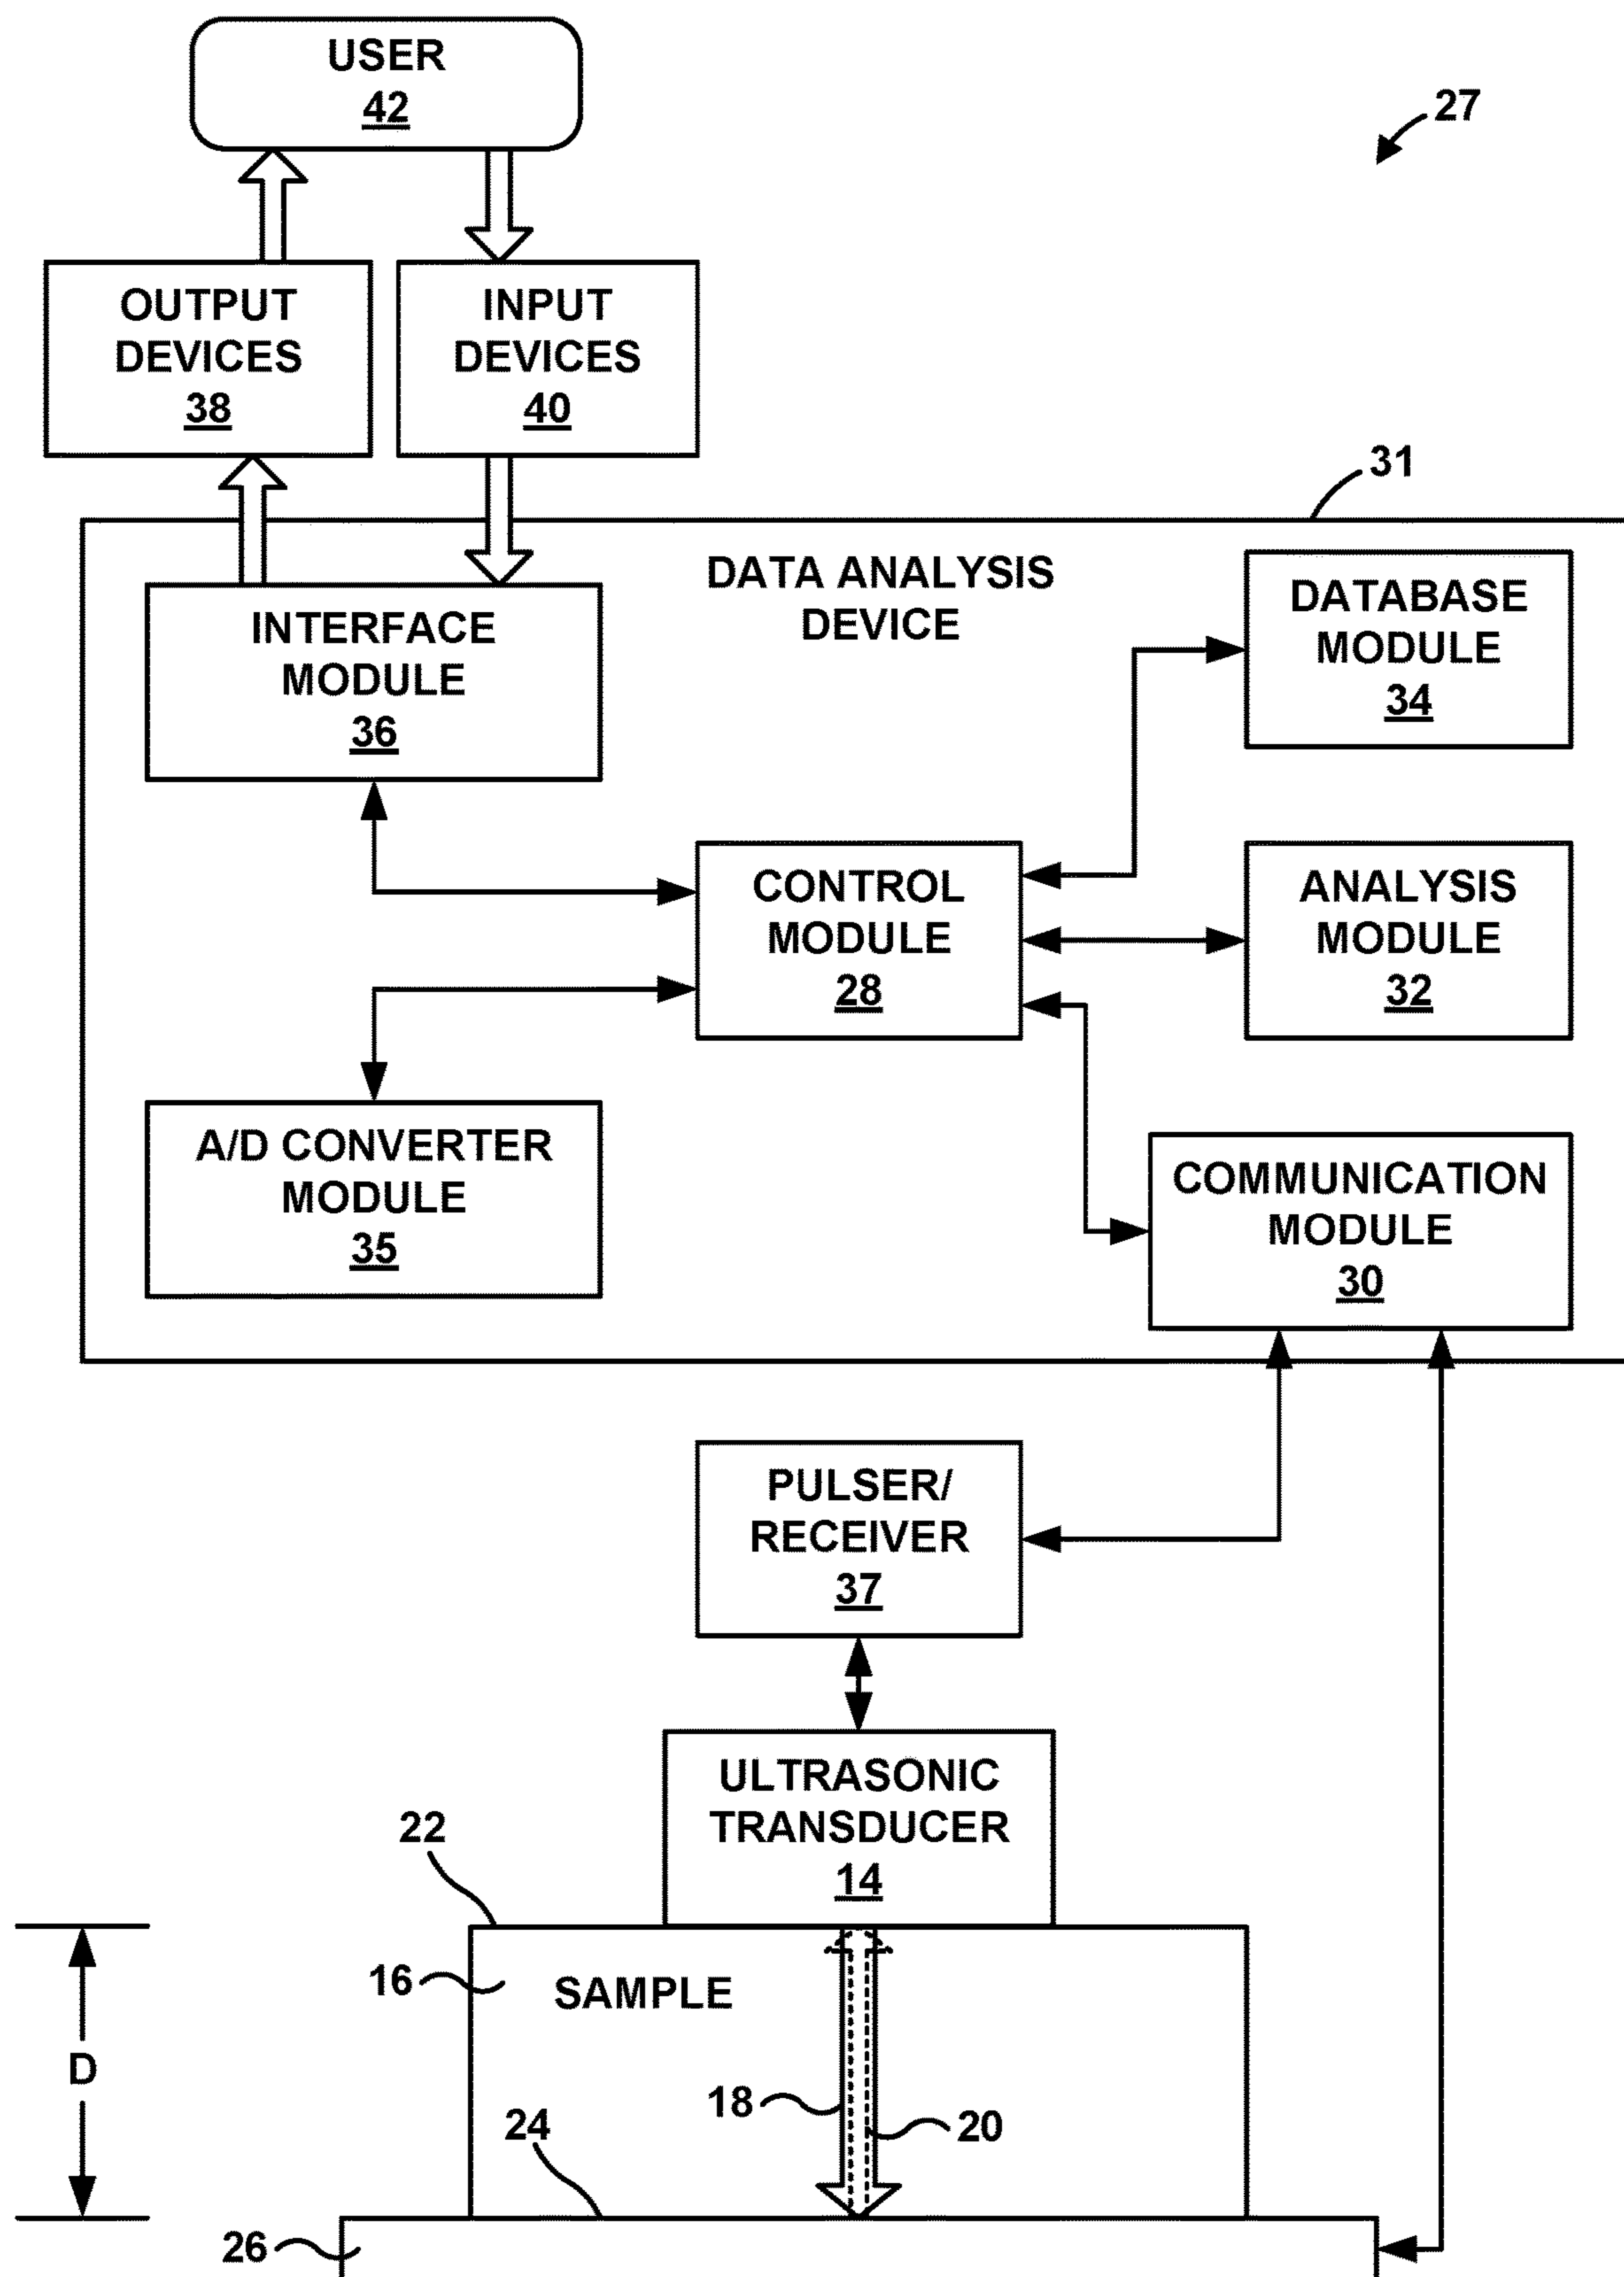 USER
42
27
OUTPUT
DEVICES
38
INPUT
DEVICES
40
31
DATA ANALYSIS
DEVICE
INTERFACE
MODULE
36
DATABASE
MODULE
34
CONTROL
MODULE
28
ANALYSIS
MODULE
32
A/D CONVERTER
MODULE
35
COMMUNICATION
MODULE
30
PULSER/
RECEIVER
37
ULTRASONIC
TRANSDUCER
14
22
16
SAMPLE
D
18
20
24
26